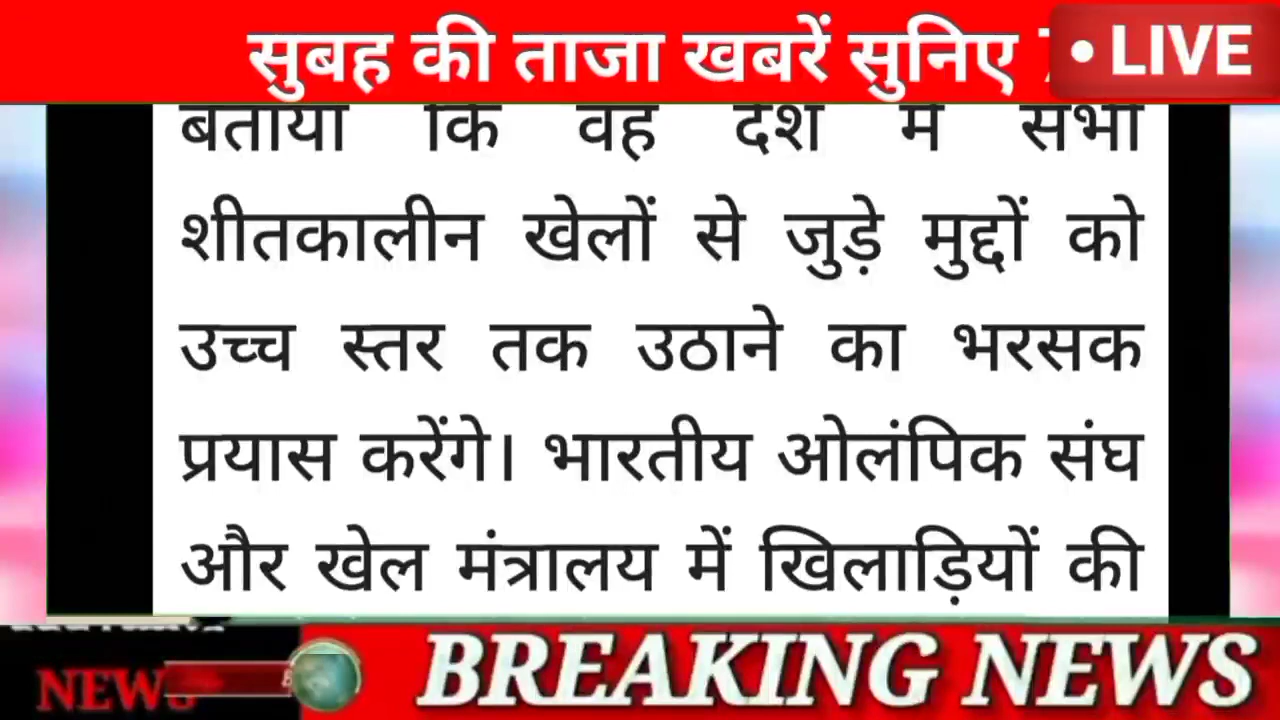 सुबह की ताजा खबरें सुनिए
• LIVE
बताया कि वह देश में सभी
शीतकालीन खेलों से जुड़े मुद्दों को
उच्च स्तर तक उठाने का भरसक
प्रयास करेंगे। भारतीय ओलंपिक संघ
और खेल मंत्रालय में खिलाड़ियों की
NEWS
BREAKING NEWS